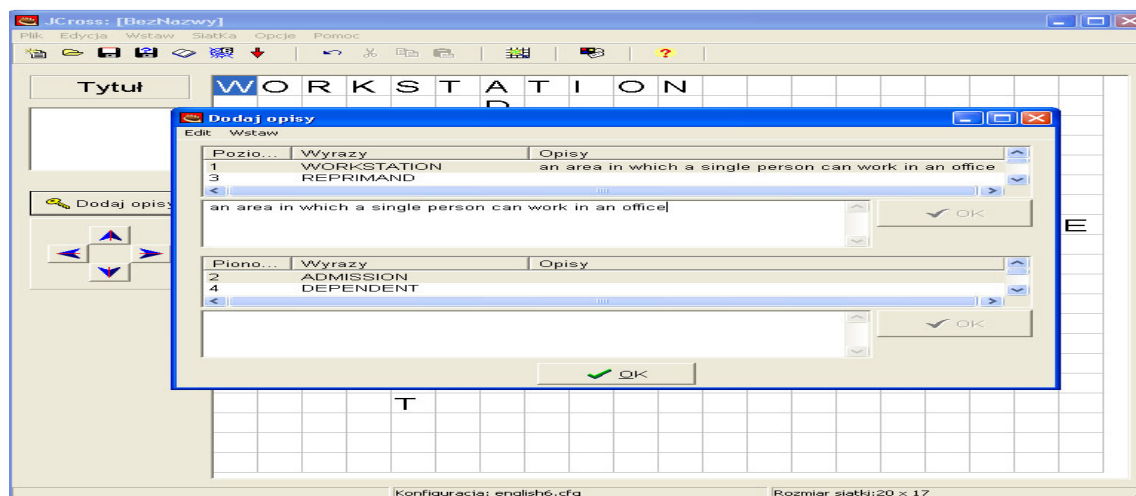 JCross: [BezNazwy]
Plik Edycja Wstaw Siatka Opcje Pomoc
Tytuł
W O R K S T A T I O N
Dodaj opisy
Edit Wstaw
Pozio... Wyrazy Opisy
1 WORKSTATION an area in which a single person can work in an office
3 REPRIMAND
Dodaj opisy
an area in which a single person can work in an office
OK
E
Piono... Wyrazy Opisy
2 ADMISSION
4 DEPENDENT
OK
OK
T
Konfiguracja: english6.cfg Rozmiar siatki:20 x 17